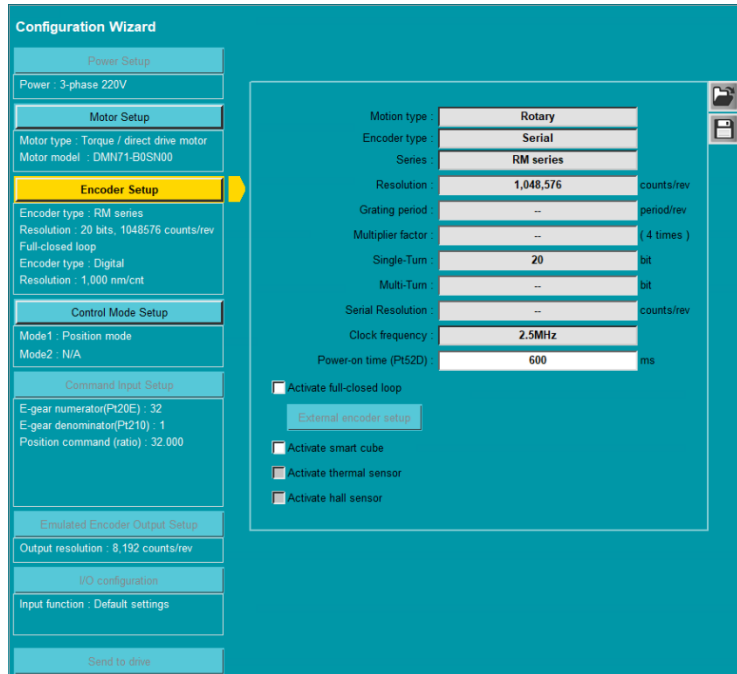 Configuration Wizard
Power Setup
Power : 3-phase 220V
Motor Setup
Motor type : Torque / direct drive motor
Motor model : DMN71-B0SN00
Encoder Setup
Encoder type : RM series
Resolution : 20 bits, 1048576 counts/rev
Full-closed loop
Encoder type : Digital
Resolution : 1,000 nm/cnt
Control Mode Setup
Mode1 : Position mode
Mode2 : N/A
Command Input Setup
E-gear numerator(Pt20E) : 32
E-gear denominator(Pt210) : 1
Position command (ratio) : 32.000
Emulated Encoder Output Setup
Output resolution : 8,192 counts/rev
I/O configuration
Input function : Default settings
Send to drive
Motion type : Rotary
Encoder type : Serial
Series : RM series
Resolution : 1,048,576 counts/rev
Grating period : -- period/rev
Multiplier factor : -- ( 4 times )
Single-Turn : 20 bit
Multi-Turn : -- bit
Serial Resolution : -- counts/rev
Clock frequency : 2.5MHz
Power-on time (Pt52D) : 600 ms
Activate full-closed loop
External encoder setup
Activate smart cube
Activate thermal sensor
Activate hall sensor